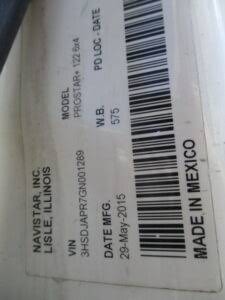 NAVISTAR, INC.
LISLE, ILLINOIS
VIN
3HSDJAPR7GN001289
DATE MFG.
29-May-2015
MODEL
PROSTAR+ 122 6x4
W.B.
575
PD LOC - DATE
MADE IN MEXICO